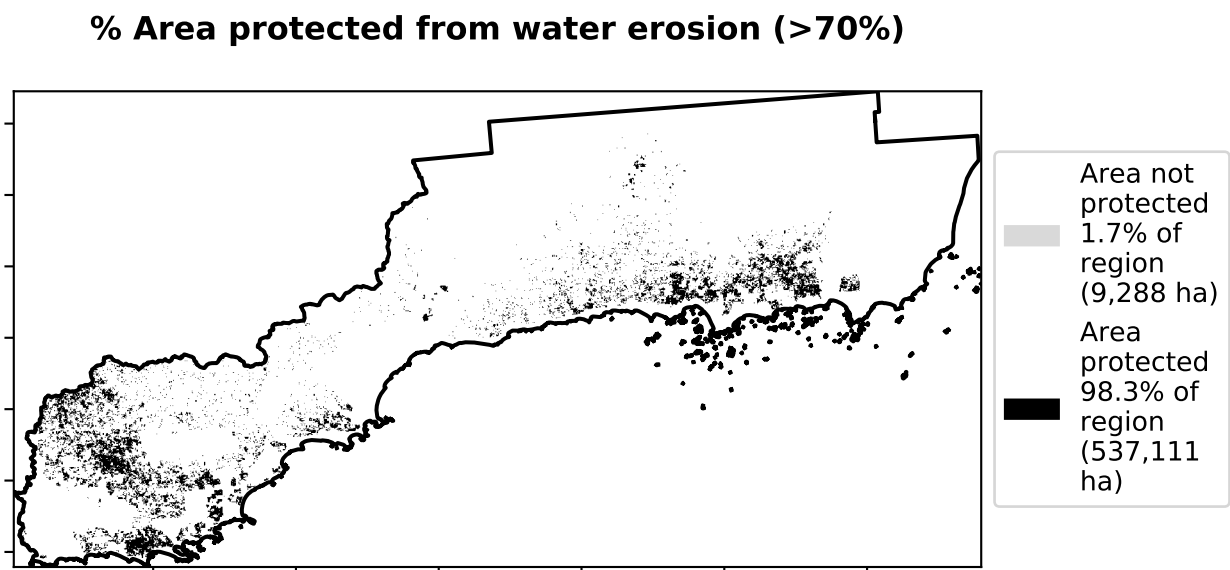 % Area protected from water erosion (>70%)
Area not
protected
1.7% of
region
(9,288 ha)
Area
protected
98.3% of
region
(537,111
ha)